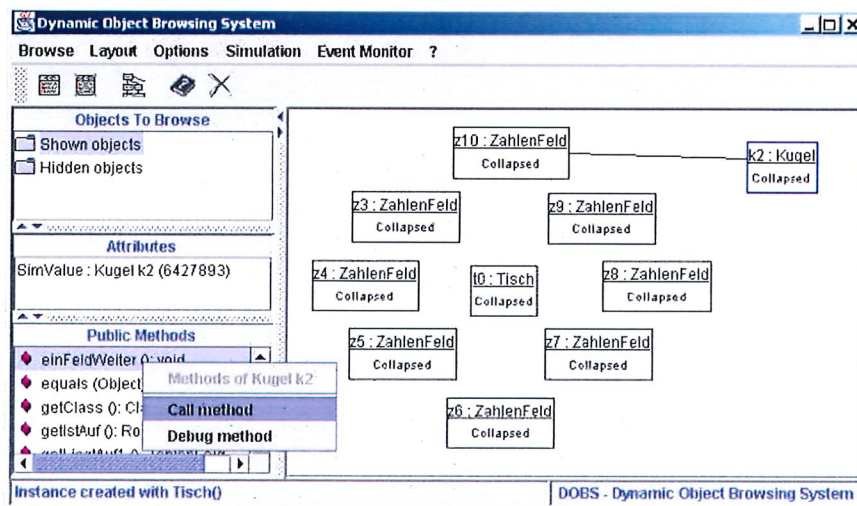 Dynamic Object Browsing System
Browse Layout Options Simulation Event Monitor ?
Objects To Browse
Shown objects
Hidden objects
Attributes
SimValue : Kugel k2 (6427893)
Public Methods
einFeldWeiter (): void
equals (Object
getClass (): Cl
getIstAuf (): Ro
Methods of Kugel k2
Call method
Debug method
z10 : ZahlenFeld
Collapsed
k2 : Kugel
Collapsed
z3 : ZahlenFeld
Collapsed
z9 : ZahlenFeld
Collapsed
z4 : ZahlenFeld
Collapsed
t0 : Tisch
Collapsed
z8 : ZahlenFeld
Collapsed
z5 : ZahlenFeld
Collapsed
z7 : ZahlenFeld
Collapsed
z6 : ZahlenFeld
Collapsed
Instance created with Tisch()
DOBS - Dynamic Object Browsing System